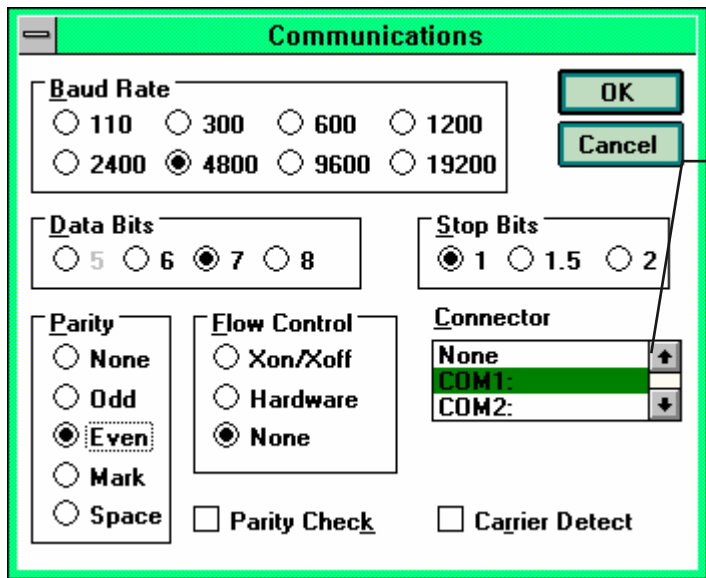 Communications
Baud Rate
110 300 600 1200
2400 4800 9600 19200
OK
Cancel
Data Bits
5 6 7 8
Stop Bits
1 1.5 2
Parity
None
Odd
Even
Mark
Space
Flow Control
Xon/Xoff
Hardware
None
Connector
None
COM1:
COM2:
Parity Check
Carrier Detect